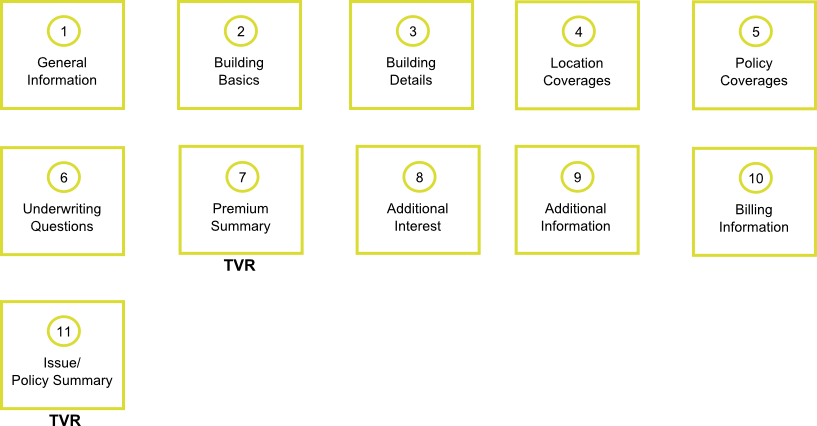 1
General
Information
2
Building
Basics
3
Building
Details
4
Location
Coverages
5
Policy
Coverages
6
Underwriting
Questions
7
Premium
Summary
TVR
8
Additional
Interest
9
Additional
Information
10
Billing
Information
11
Issue/
Policy Summary
TVR